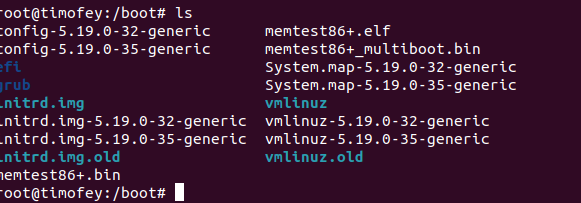 root@timofey:/boot# ls
config-5.19.0-32-generic memtest86+.elf
config-5.19.0-35-generic memtest86+_multiboot.bin
efi System.map-5.19.0-32-generic
grub System.map-5.19.0-35-generic
initrd.img vmlinuz
initrd.img-5.19.0-32-generic vmlinuz-5.19.0-32-generic
initrd.img-5.19.0-35-generic vmlinuz-5.19.0-35-generic
initrd.img.old vmlinuz.old
memtest86+.bin
root@timofey:/boot#